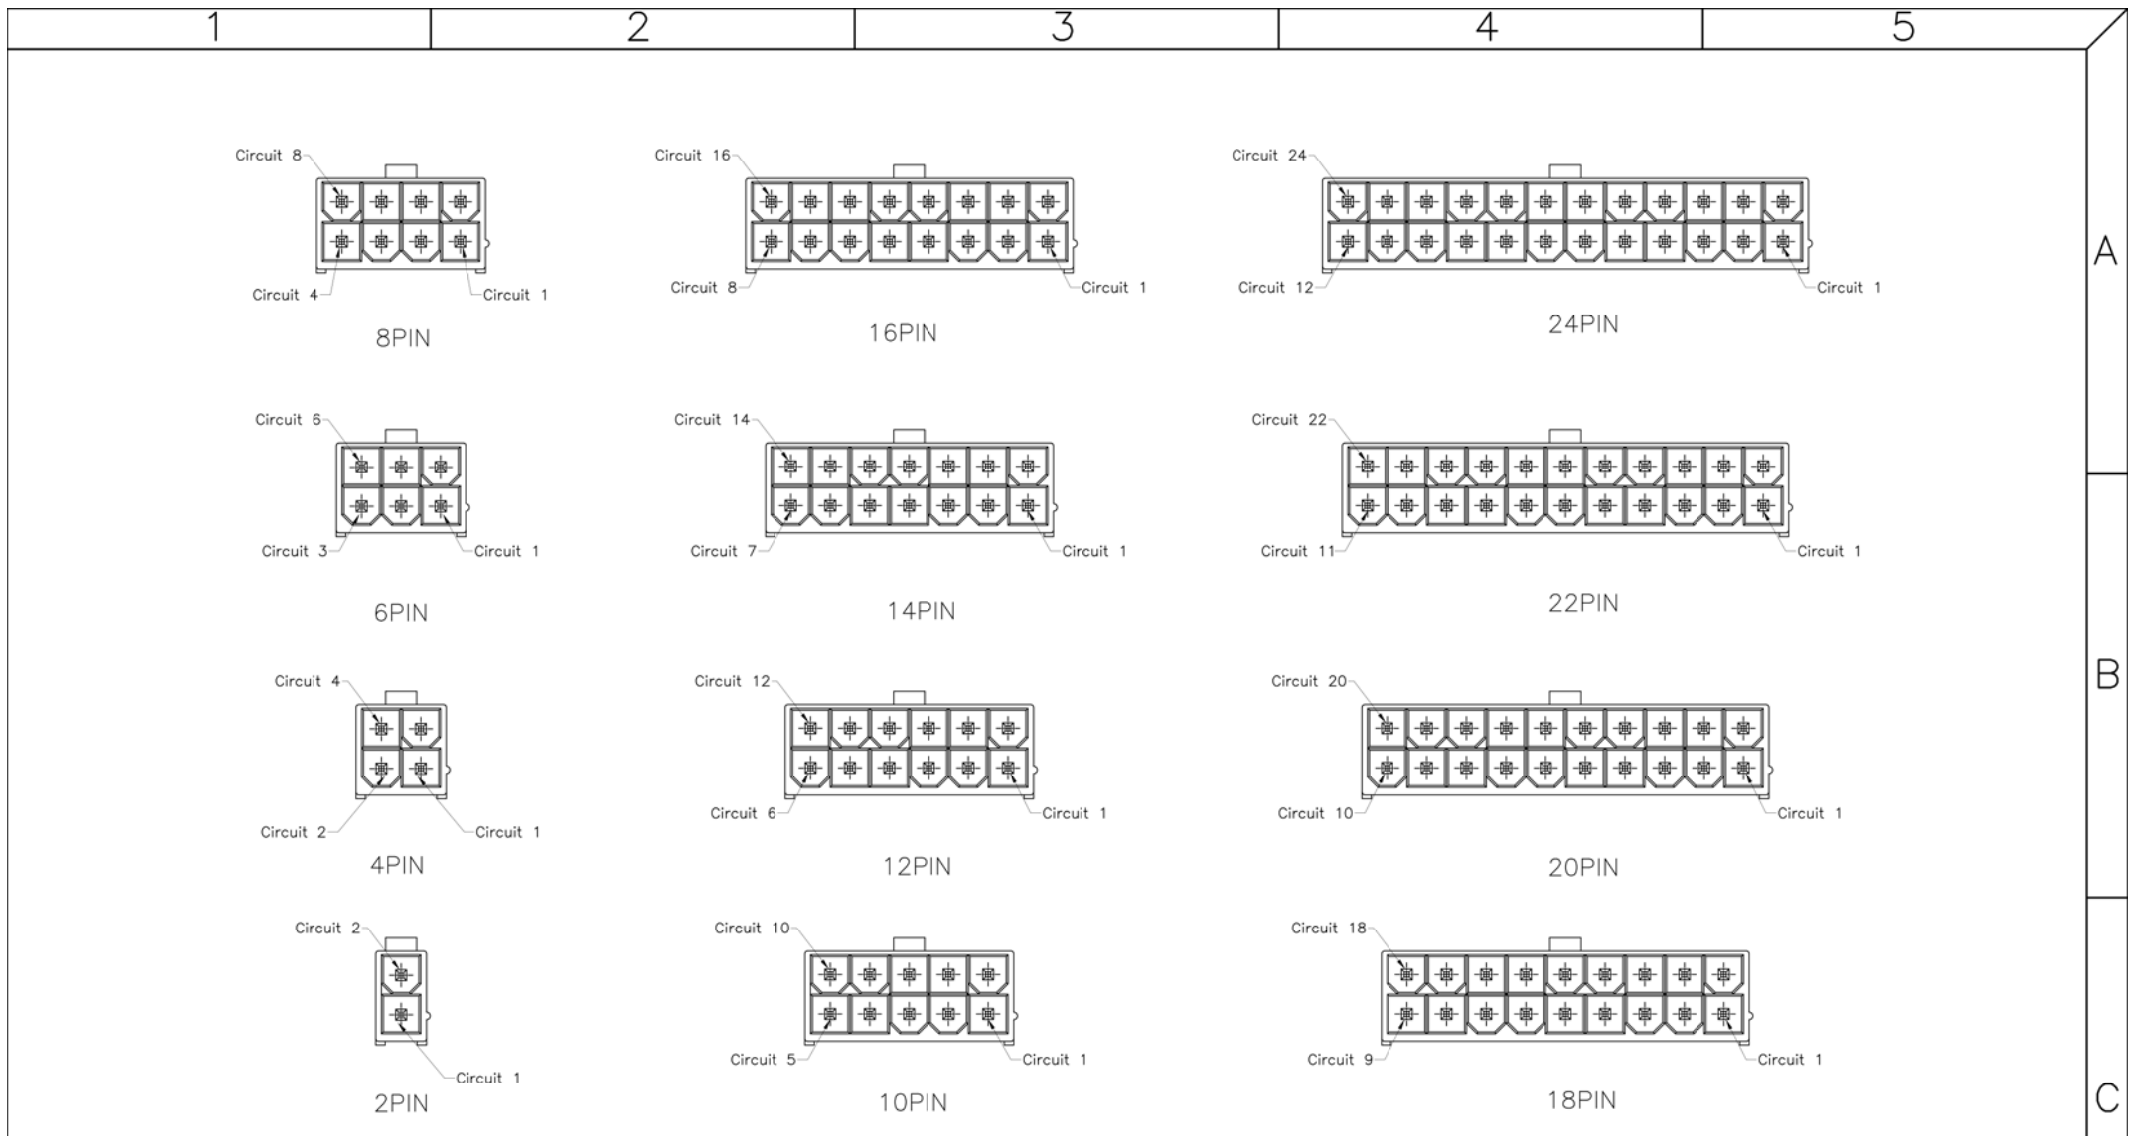 1 2 3 4 5
Circuit 8 Circuit 16 Circuit 24
A
Circuit 4 Circuit 1 Circuit 8 Circuit 1 Circuit 12 Circuit 1
8PIN 16PIN 24PIN
Circuit 6 Circuit 14 Circuit 22
Circuit 3 Circuit 1 Circuit 7 Circuit 1 Circuit 11 Circuit 1
6PIN 14PIN 22PIN
B
Circuit 4 Circuit 12 Circuit 20
Circuit 2 Circuit 1 Circuit 6 Circuit 1 Circuit 10 Circuit 1
4PIN 12PIN 20PIN
Circuit 2 Circuit 10 Circuit 18
Circuit 1 Circuit 5 Circuit 1 Circuit 9 Circuit 1
2PIN 10PIN 18PIN
C